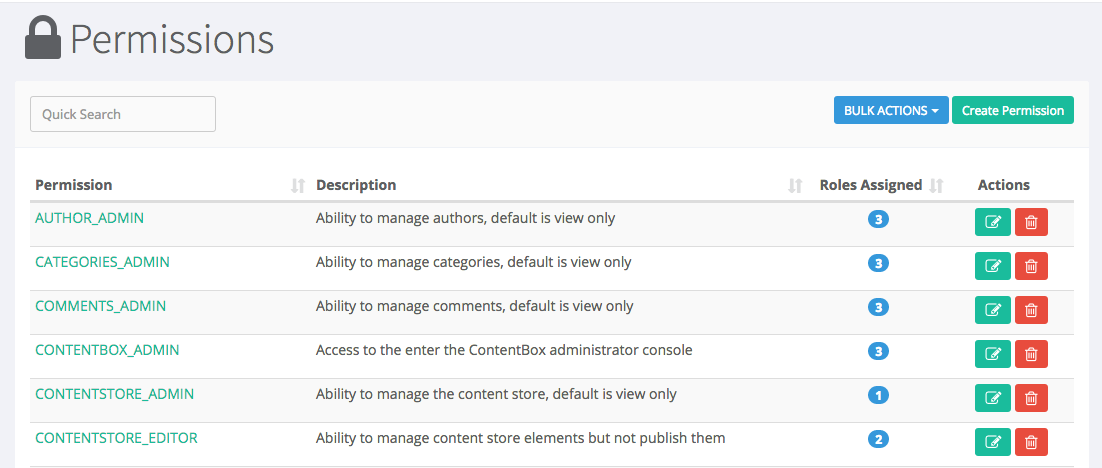 Permissions
Quick Search
BULK ACTIONS Create Permission
Permission Description Roles Assigned Actions
AUTHOR_ADMIN Ability to manage authors, default is view only 3
CATEGORIES_ADMIN Ability to manage categories, default is view only 3
COMMENTS_ADMIN Ability to manage comments, default is view only 3
CONTENTBOX_ADMIN Access to the enter the ContentBox administrator console 3
CONTENTSTORE_ADMIN Ability to manage the content store, default is view only 1
CONTENTSTORE_EDITOR Ability to manage content store elements but not publish them 2